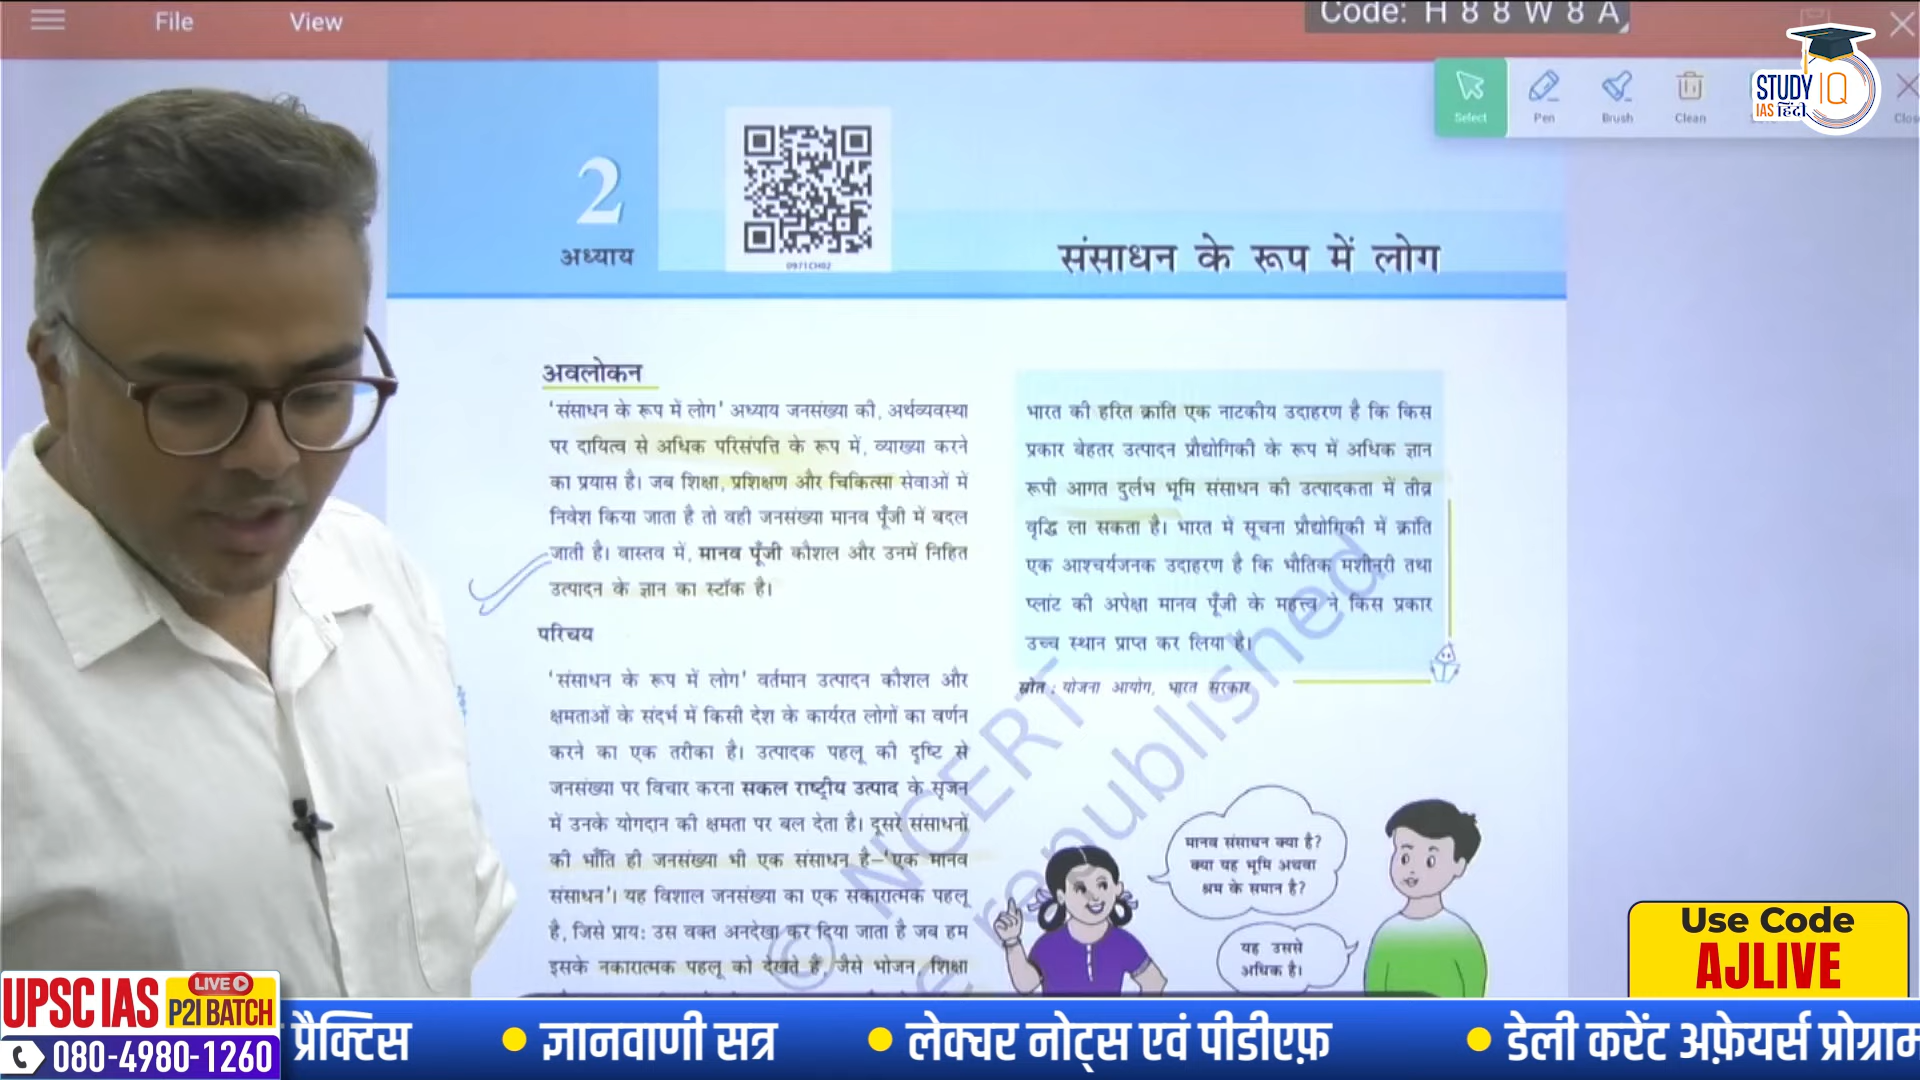 File View
Code: H 8 8 W 8 A
Select Pen Brush Clean
STUDY IQ
IAS हिंदी
2
अध्याय
0971CH02
संसाधन के रूप में लोग
अवलोकन
'संसाधन के रूप में लोग' अध्याय जनसंख्या की, अर्थव्यवस्था
पर दायित्व से अधिक परिसंपत्ति के रूप में, व्याख्या करने
का प्रयास है। जब शिक्षा, प्रशिक्षण और चिकित्सा सेवाओं में
निवेश किया जाता है तो वही जनसंख्या मानव पूँजी में बदल
जाती है। वास्तव में, मानव पूँजी कौशल और उनमें निहित
उत्पादन के ज्ञान का स्टॉक है।
परिचय
'संसाधन के रूप में लोग' वर्तमान उत्पादन कौशल और
क्षमताओं के संदर्भ में किसी देश के कार्यरत लोगों का वर्णन
करने का एक तरीका है। उत्पादक पहलू की दृष्टि से
जनसंख्या पर विचार करना सकल राष्ट्रीय उत्पाद के सृजन
में उनके योगदान की क्षमता पर बल देता है। दूसरे संसाधनों
की भाँति ही जनसंख्या भी एक संसाधन है–'एक मानव
संसाधन'। यह विशाल जनसंख्या का एक सकारात्मक पहलू
है, जिसे प्राय: उस वक्त अनदेखा कर दिया जाता है जब हम
इसके नकारात्मक पहलू को देखते हैं, जैसे भोजन, शिक्षा
भारत की हरित क्रांति एक नाटकीय उदाहरण है कि किस
प्रकार बेहतर उत्पादन प्रौद्योगिकी के रूप में अधिक ज्ञान
रूपी आगत दुर्लभ भूमि संसाधन की उत्पादकता में तीव्र
वृद्धि ला सकता है। भारत में सूचना प्रौद्योगिकी में क्रांति
एक आश्चर्यजनक उदाहरण है कि भौतिक मशीनरी तथा
प्लांट की अपेक्षा मानव पूँजी के महत्त्व ने किस प्रकार
उच्च स्थान प्राप्त कर लिया है।
स्रोत : योजना आयोग, भारत सरकार
मानव संसाधन क्या है?
क्या यह भूमि अथवा
श्रम के समान है?
यह उससे
अधिक है।
© NCERT
republished
Use Code
AJLIVE
UPSC IAS LIVE P2I BATCH
080-4980-1260
प्रैक्टिस • ज्ञानवाणी सत्र • लेक्चर नोट्स एवं पीडीएफ़ • डेली करेंट अफ़ेयर्स प्रोग्राम